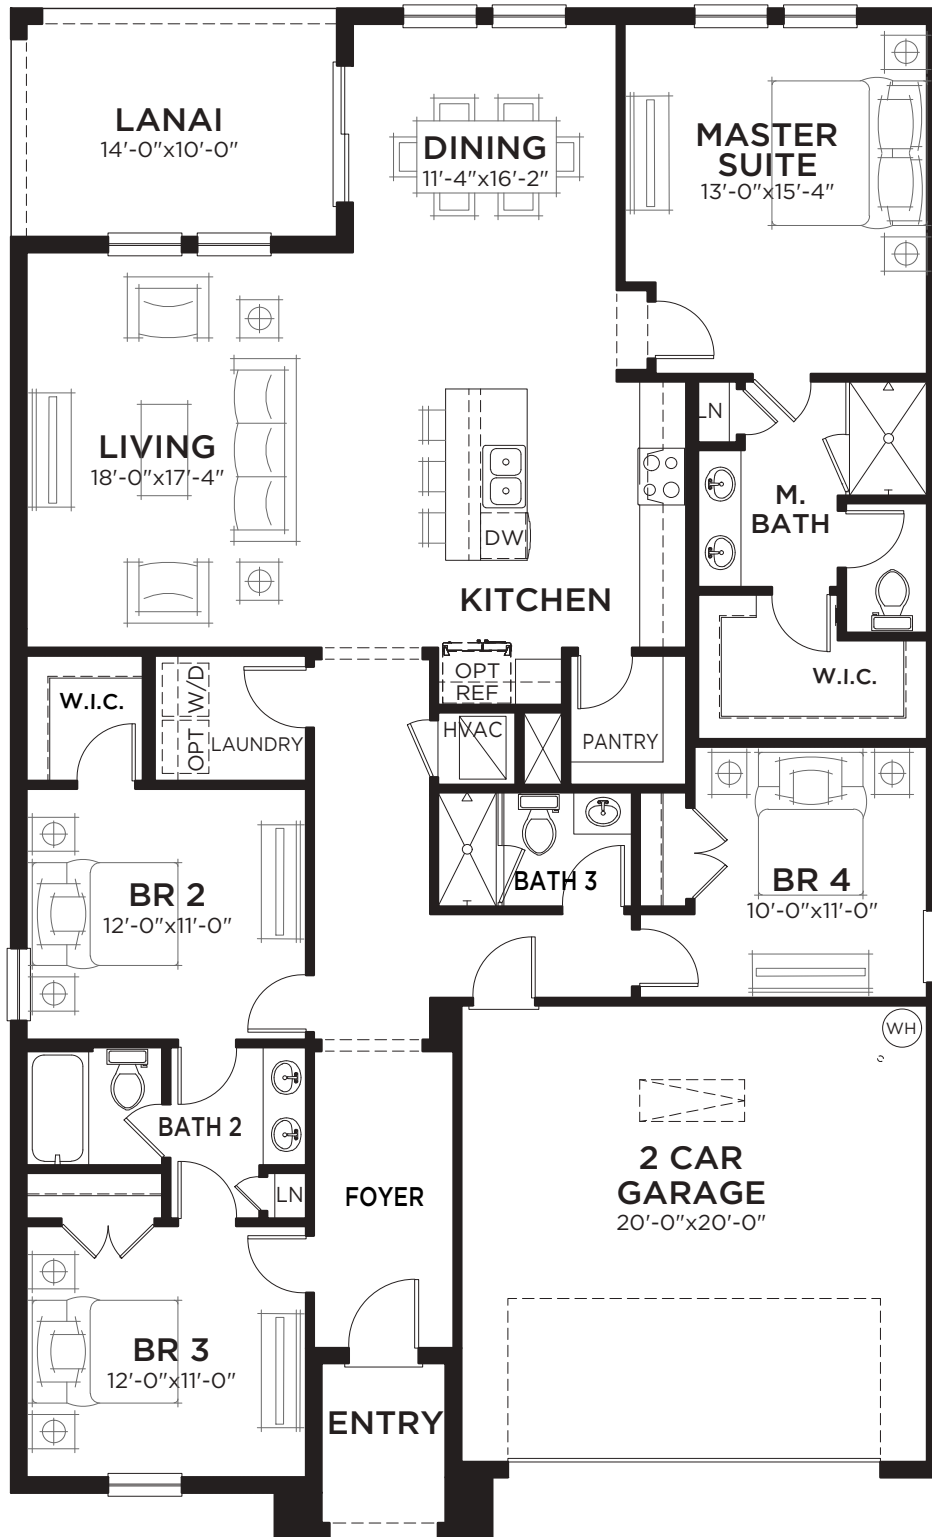 LANAI
14'-0"x10'-0"
DINING
11'-4"x16'-2"
MASTER
SUITE
13'-0"x15'-4"
LIVING
18'-0"x17'-4"
DW
KITCHEN
LN
M.
BATH
W.I.C.
W.I.C.
OPT W/D
LAUNDRY
OPT
REF
HVAC
PANTRY
BR 2
12'-0"x11'-0"
BATH 3
BR 4
10'-0"x11'-0"
WH
BATH 2
LN
FOYER
2 CAR
GARAGE
20'-0"x20'-0"
BR 3
12'-0"x11'-0"
ENTRY